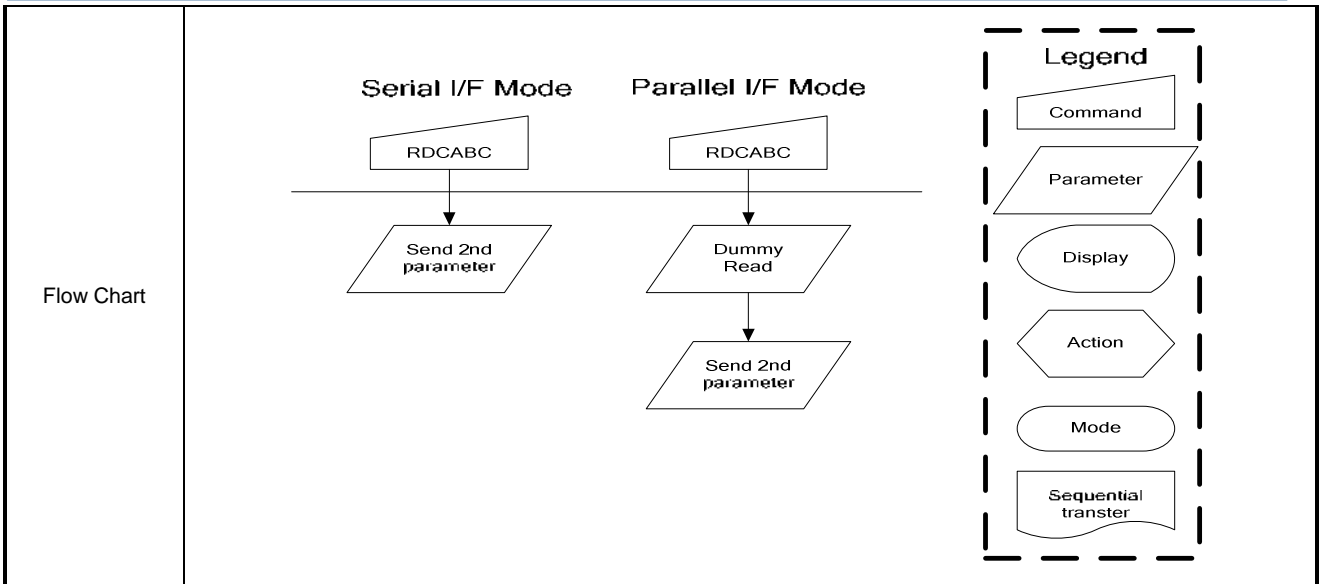 Flow Chart
Serial I/F Mode
RDCABC
Send 2nd
parameter
Parallel I/F Mode
RDCABC
Dummy
Read
Send 2nd
parameter
Legend
Command
Parameter
Display
Action
Mode
Sequential
transter